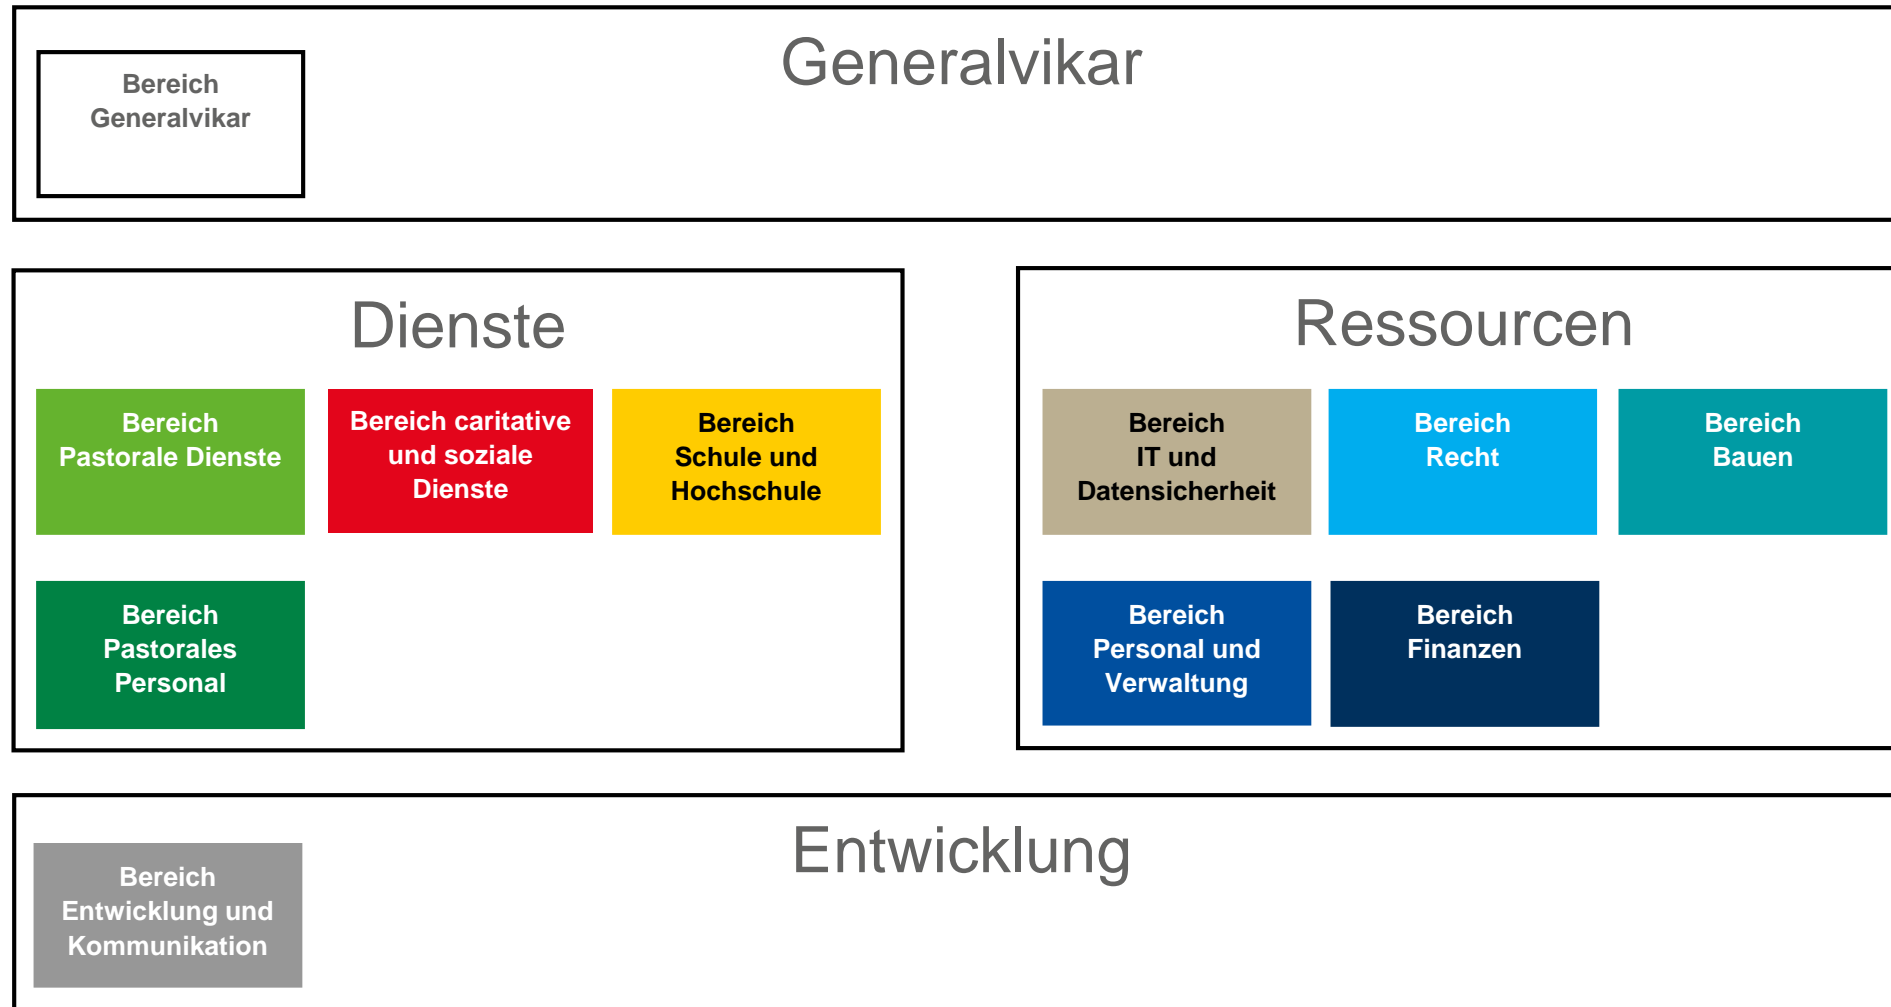 Generalvikar
Bereich
Generalvikar
Dienste
Bereich
Pastorale Dienste
Bereich caritative
und soziale
Dienste
Bereich
Schule und
Hochschule
Bereich
Pastorales
Personal
Ressourcen
Bereich
IT und
Datensicherheit
Bereich
Recht
Bereich
Bauen
Bereich
Personal und
Verwaltung
Bereich
Finanzen
Entwicklung
Bereich
Entwicklung und
Kommunikation